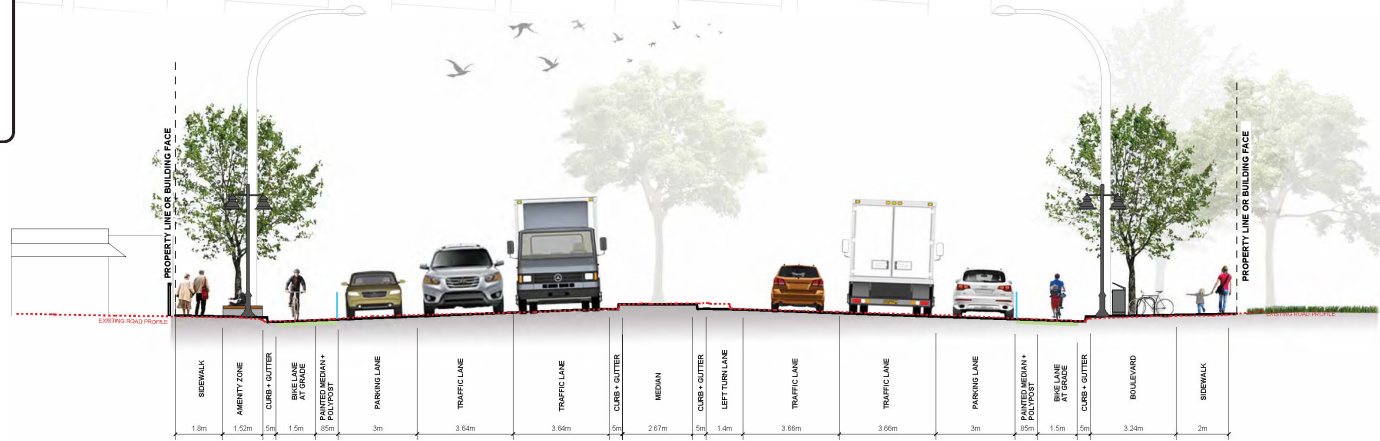 PROPERTY LINE OR BUILDING FACE
PROPERTY LINE OR BUILDING FACE
EXISTING ROAD PROFILE
EXISTING ROAD PROFILE
SIDEWALK
AMENITY ZONE
CURB + GUTTER
BIKE LANE
AT GRADE
PAINTED MEDIAN +
POLYPOST
PARKING LANE
TRAFFIC LANE
TRAFFIC LANE
CURB + GUTTER
MEDIAN
CURB + GUTTER
LEFT TURN LANE
TRAFFIC LANE
TRAFFIC LANE
PARKING LANE
PAINTED MEDIAN +
POLYPOST
BIKE LANE
AT GRADE
CURB + GUTTER
BOULEVARD
SIDEWALK
1.8m
1.52m
.5m
1.5m
.85m
3m
3.64m
3.64m
.5m
2.67m
.5m
1.4m
3.66m
3.66m
3m
.85m
1.5m
.5m
3.24m
2m